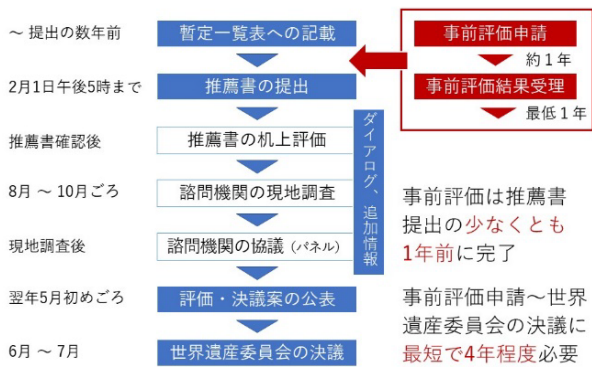 ～ 提出の数年前
暫定一覧表への記載
2月1日午後5時まで
推薦書の提出
推薦書確認後
推薦書の机上評価
8月 ～ 10月ごろ
諮問機関の現地調査
現地調査後
諮問機関の協議（パネル）
翌年5月初めごろ
評価・決議案の公表
6月 ～ 7月
世界遺産委員会の決議
ダイアログ、追加情報
事前評価申請
約１年
事前評価結果受理
最低１年
事前評価は推薦書
提出の少なくとも
1年前に完了
事前評価申請～世界
遺産委員会の決議に
最短で4年程度必要